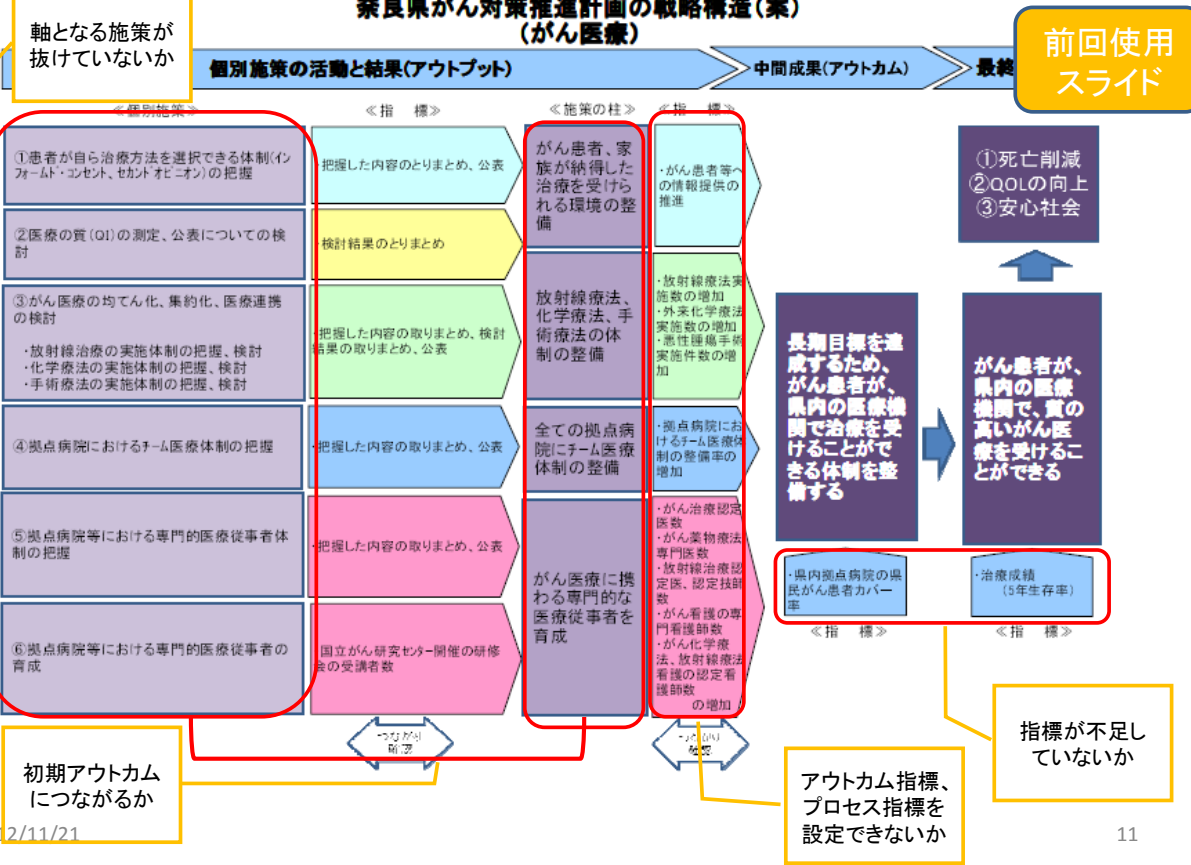 奈良県がん対策推進計画の戦略構造(案)
(がん医療)
軸となる施策が
抜けていないか
前回使用
スライド
個別施策の活動と結果(アウトプット)
中間成果(アウトカム)
最終
≪個別施策≫
≪指　標≫
≪施策の柱≫
≪指　標≫
①患者が自ら治療方法を選択できる体制(イン
フォームド・コンセント、セカンドオピニオン)の把握
・把握した内容のとりまとめ、公表
がん患者、家
族が納得した
治療を受けら
れる環境の整
備
・がん患者等へ
の情報提供の
推進
②医療の質(QI)の測定、公表についての検
討
・検討結果のとりまとめ
③がん医療の均てん化、集約化、医療連携
の検討
・放射線治療の実施体制の把握、検討
・化学療法の実施体制の把握、検討
・手術療法の実施体制の把握、検討
・把握した内容の取りまとめ、検討
結果の取りまとめ、公表
放射線療法、
化学療法、手
術療法の体
制の整備
・放射線療法実
施数の増加
・外来化学療法
実施数の増加
・悪性腫瘍手術
実施件数の増
加
④拠点病院におけるチーム医療体制の把握
・把握した内容の取りまとめ、公表
全ての拠点病
院にチーム医療
体制の整備
・拠点病院にお
けるチーム医療体
制の整備率の
増加
⑤拠点病院等における専門的医療従事者体
制の把握
・把握した内容の取りまとめ、公表
がん医療に携
わる専門的な
医療従事者を
育成
・がん治療認定
医数
・がん薬物療法
専門医数
・放射線治療認
定医、認定技師
数
・がん看護の専
門看護師数
・がん化学療
法、放射線療法
看護の認定看
護師数
の増加
⑥拠点病院等における専門的医療従事者の
育成
国立がん研究センター開催の研修
会の受講者数
①死亡削減
②QOLの向上
③安心社会
長期目標を達
成するため、
がん患者が、
県内の医療機
関で治療を受
けることがで
きる体制を整
備する
がん患者が、
県内の医療
機関で、質の
高いがん医
療を受けるこ
とができる
・県内拠点病院の県
民がん患者カバー
率
≪指　標≫
・治療成績
(5年生存率)
≪指　標≫
つながり
確認
つながり
確認
初期アウトカム
につながるか
アウトカム指標、
プロセス指標を
設定できないか
指標が不足し
ていないか
12/11/21
11